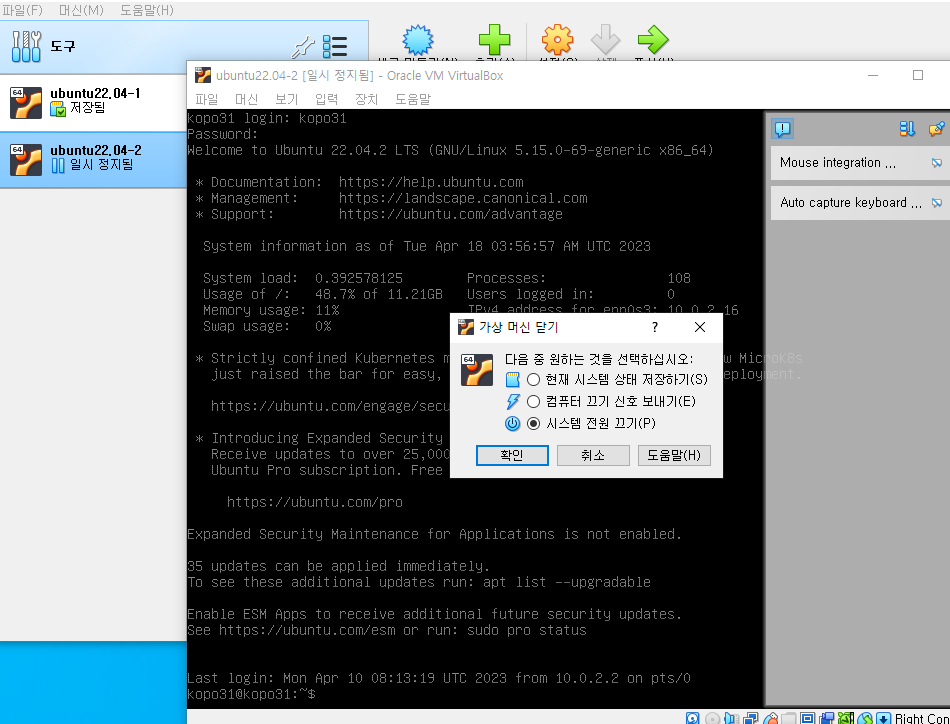 파일(F) 머신(M) 도움말(H)
도구
ubuntu22.04-1
저장됨
ubuntu22.04-2
일시 정지됨
ubuntu22.04-2 [일시 정지됨] - Oracle VM VirtualBox
파일 머신 보기 입력 장치 도움말
kopo31 login: kopo31
Password:
Welcome to Ubuntu 22.04.2 LTS (GNU/Linux 5.15.0-69-generic x86_64)
* Documentation: https://help.ubuntu.com
* Management: https://landscape.canonical.com
* Support: https://ubuntu.com/advantage
System information as of Tue Apr 18 03:56:57 AM UTC 2023
System load: 0.392578125 Processes: 108
Usage of /: 48.7% of 11.21GB Users logged in: 0
Memory usage: 11% IPv4 address for enp0s3: 10.0.2.16
Swap usage: 0%
* Strictly confined Kubernetes m
w MicroK8s
just raised the bar for easy,
eployment.
https://ubuntu.com/engage/secu
* Introducing Expanded Security
Receive updates to over 25,000
Ubuntu Pro subscription. Free
https://ubuntu.com/pro
Expanded Security Maintenance for Applications is not enabled.
35 updates can be applied immediately.
To see these additional updates run: apt list --upgradable
Enable ESM Apps to receive additional future security updates.
See https://ubuntu.com/esm or run: sudo pro status
Last login: Mon Apr 10 08:13:19 UTC 2023 from 10.0.2.2 on pts/0
kopo31@kopo31:~$
가상 머신 닫기
다음 중 원하는 것을 선택하십시오:
현재 시스템 상태 저장하기(S)
컴퓨터 끄기 신호 보내기(E)
시스템 전원 끄기(P)
확인 취소 도움말(H)
Mouse integration ...
Auto capture keyboard ...
Right Con